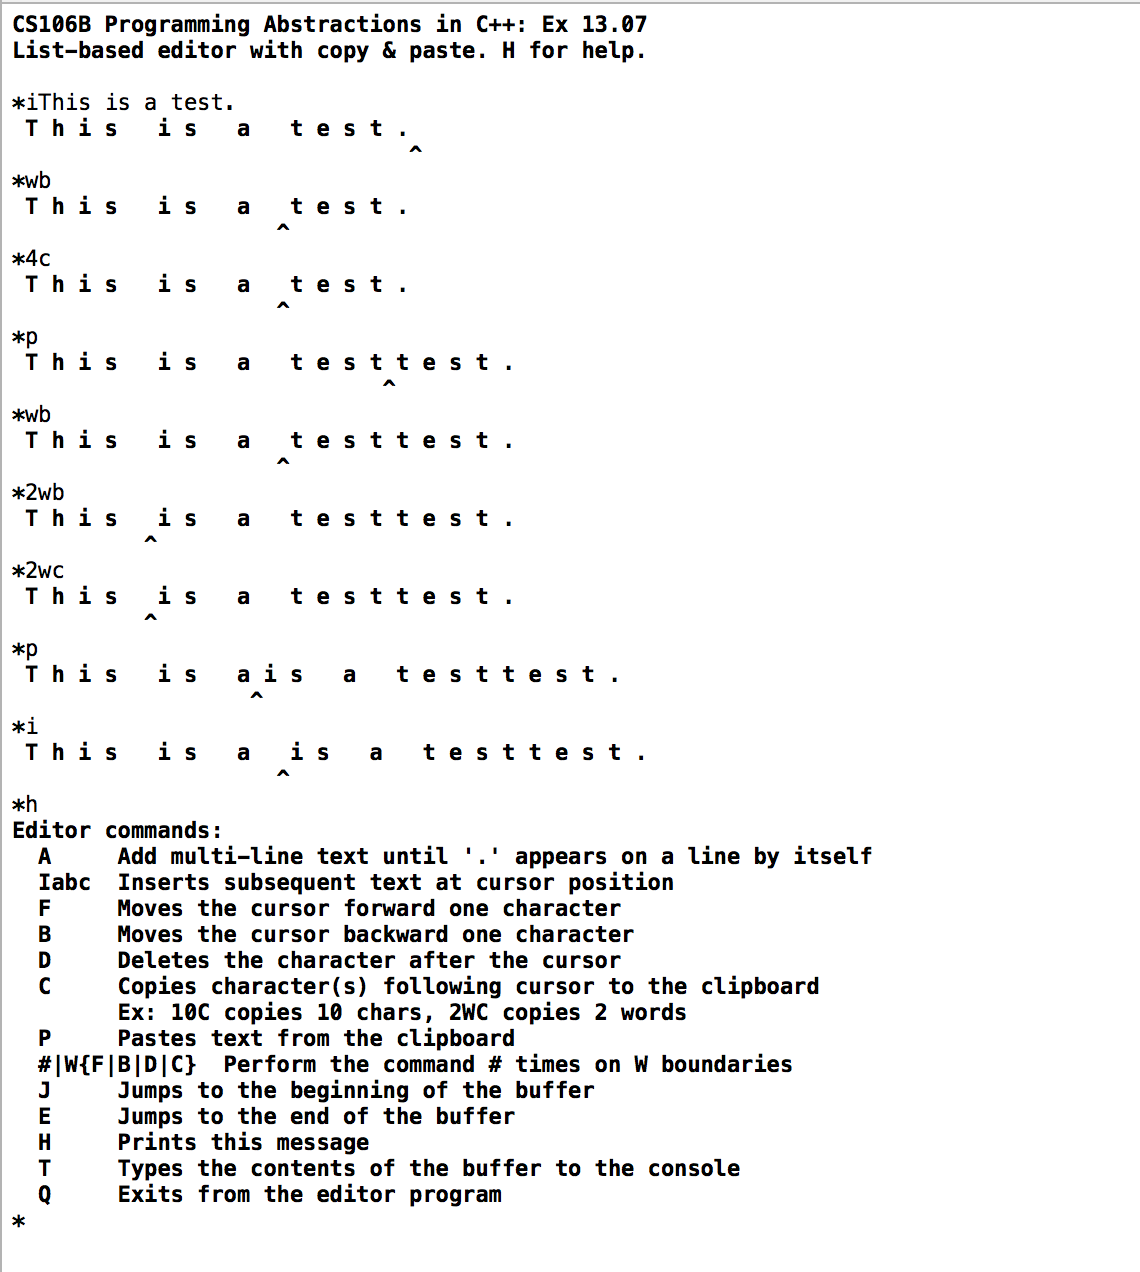 CS106B Programming Abstractions in C++: Ex 13.07
List-based editor with copy & paste. H for help.

*iThis is a test.
 T h i s   i s   a   t e s t .
                              ^
*wb
 T h i s   i s   a   t e s t .
                    ^
*4c
 T h i s   i s   a   t e s t .
                    ^
*p
 T h i s   i s   a   t e s t t e s t .
                            ^
*wb
 T h i s   i s   a   t e s t t e s t .
                    ^
*2wb
 T h i s   i s   a   t e s t t e s t .
          ^
*2wc
 T h i s   i s   a   t e s t t e s t .
          ^
*p
 T h i s   i s   a i s   a   t e s t t e s t .
                  ^
*i
 T h i s   i s   a   i s   a   t e s t t e s t .
                    ^
*h
Editor commands:
  A     Add multi-line text until '.' appears on a line by itself
  Iabc  Inserts subsequent text at cursor position
  F     Moves the cursor forward one character
  B     Moves the cursor backward one character
  D     Deletes the character after the cursor
  C     Copies character(s) following cursor to the clipboard
        Ex: 10C copies 10 chars, 2WC copies 2 words
  P     Pastes text from the clipboard
  #|W{F|B|D|C}  Perform the command # times on W boundaries
  J     Jumps to the beginning of the buffer
  E     Jumps to the end of the buffer
  H     Prints this message
  T     Types the contents of the buffer to the console
  Q     Exits from the editor program
*